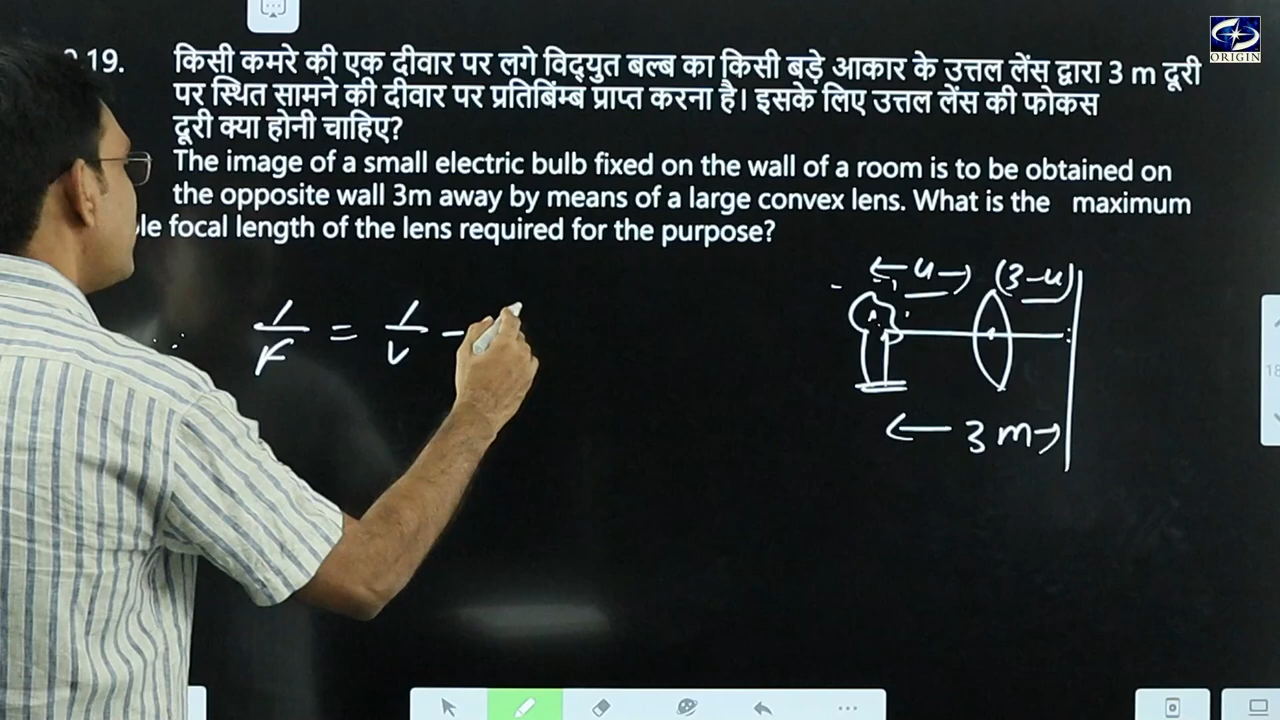 19.
किसी कमरे की एक दीवार पर लगे विद्युत बल्ब का किसी बड़े आकार के उत्तल लेंस द्वारा 3 m दूरी
पर स्थित सामने की दीवार पर प्रतिबिंम्ब प्राप्त करना है। इसके लिए उत्तल लेंस की फोकस
दूरी क्या होनी चाहिए?
The image of a small electric bulb fixed on the wall of a room is to be obtained on
the opposite wall 3m away by means of a large convex lens. What is the maximum
le focal length of the lens required for the purpose?
u (3-u)
1/F = 1/v -
3 m
ORIGIN
18